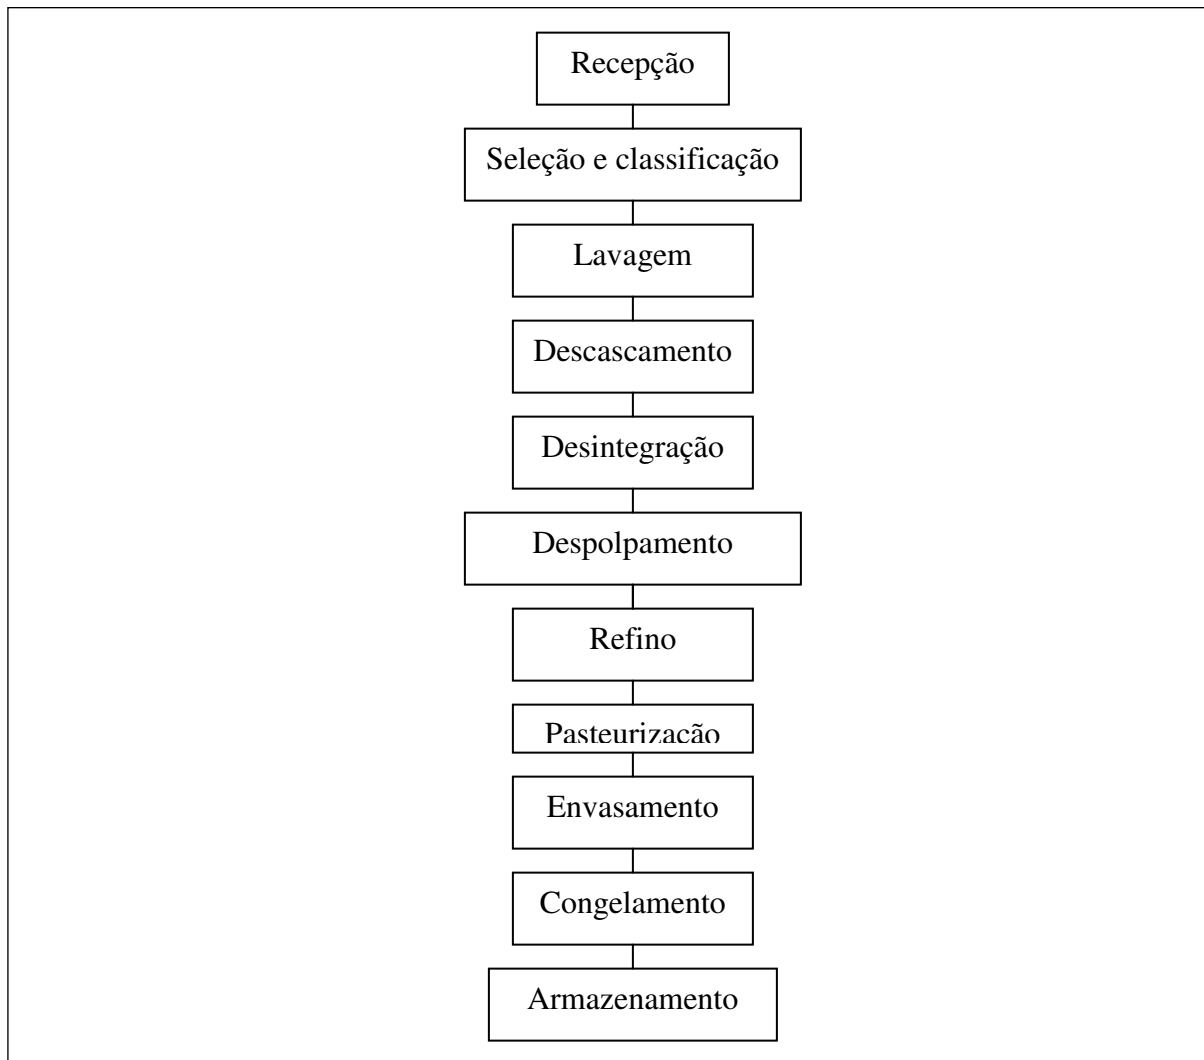 Recepção
Seleção e classificação
Lavagem
Descascamento
Desintegração
Despolpamento
Refino
Pasteurização
Envasamento
Congelamento
Armazenamento